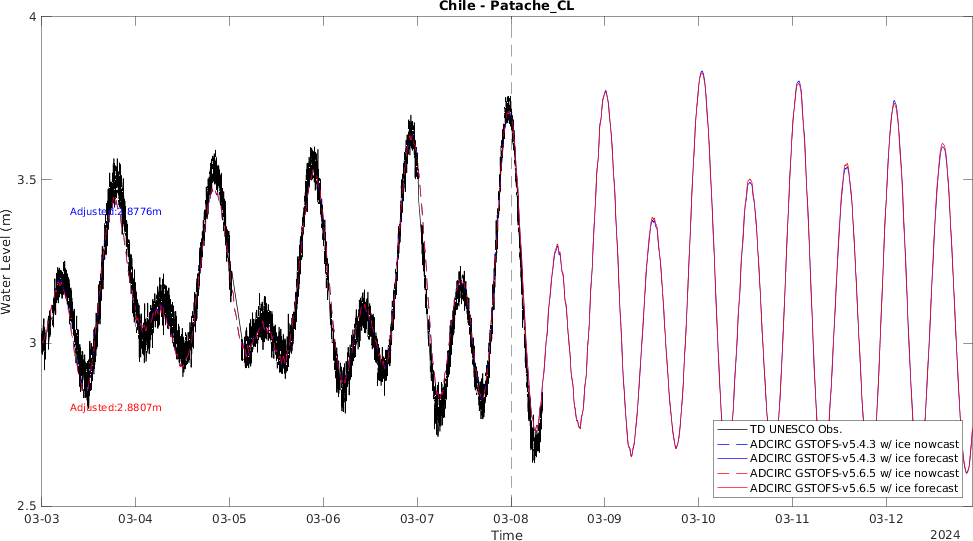 Chile - Patache_CL
4
3.5
3
2.5
Water Level (m)
Adjusted:2.8776m
Adjusted:2.8807m
TD UNESCO Obs.
ADCIRC GSTOFS-v5.4.3 w/ ice nowcast
ADCIRC GSTOFS-v5.4.3 w/ ice forecast
ADCIRC GSTOFS-v5.6.5 w/ ice nowcast
ADCIRC GSTOFS-v5.6.5 w/ ice forecast
03-03 03-04 03-05 03-06 03-07 03-08 03-09 03-10 03-11 03-12
Time
2024